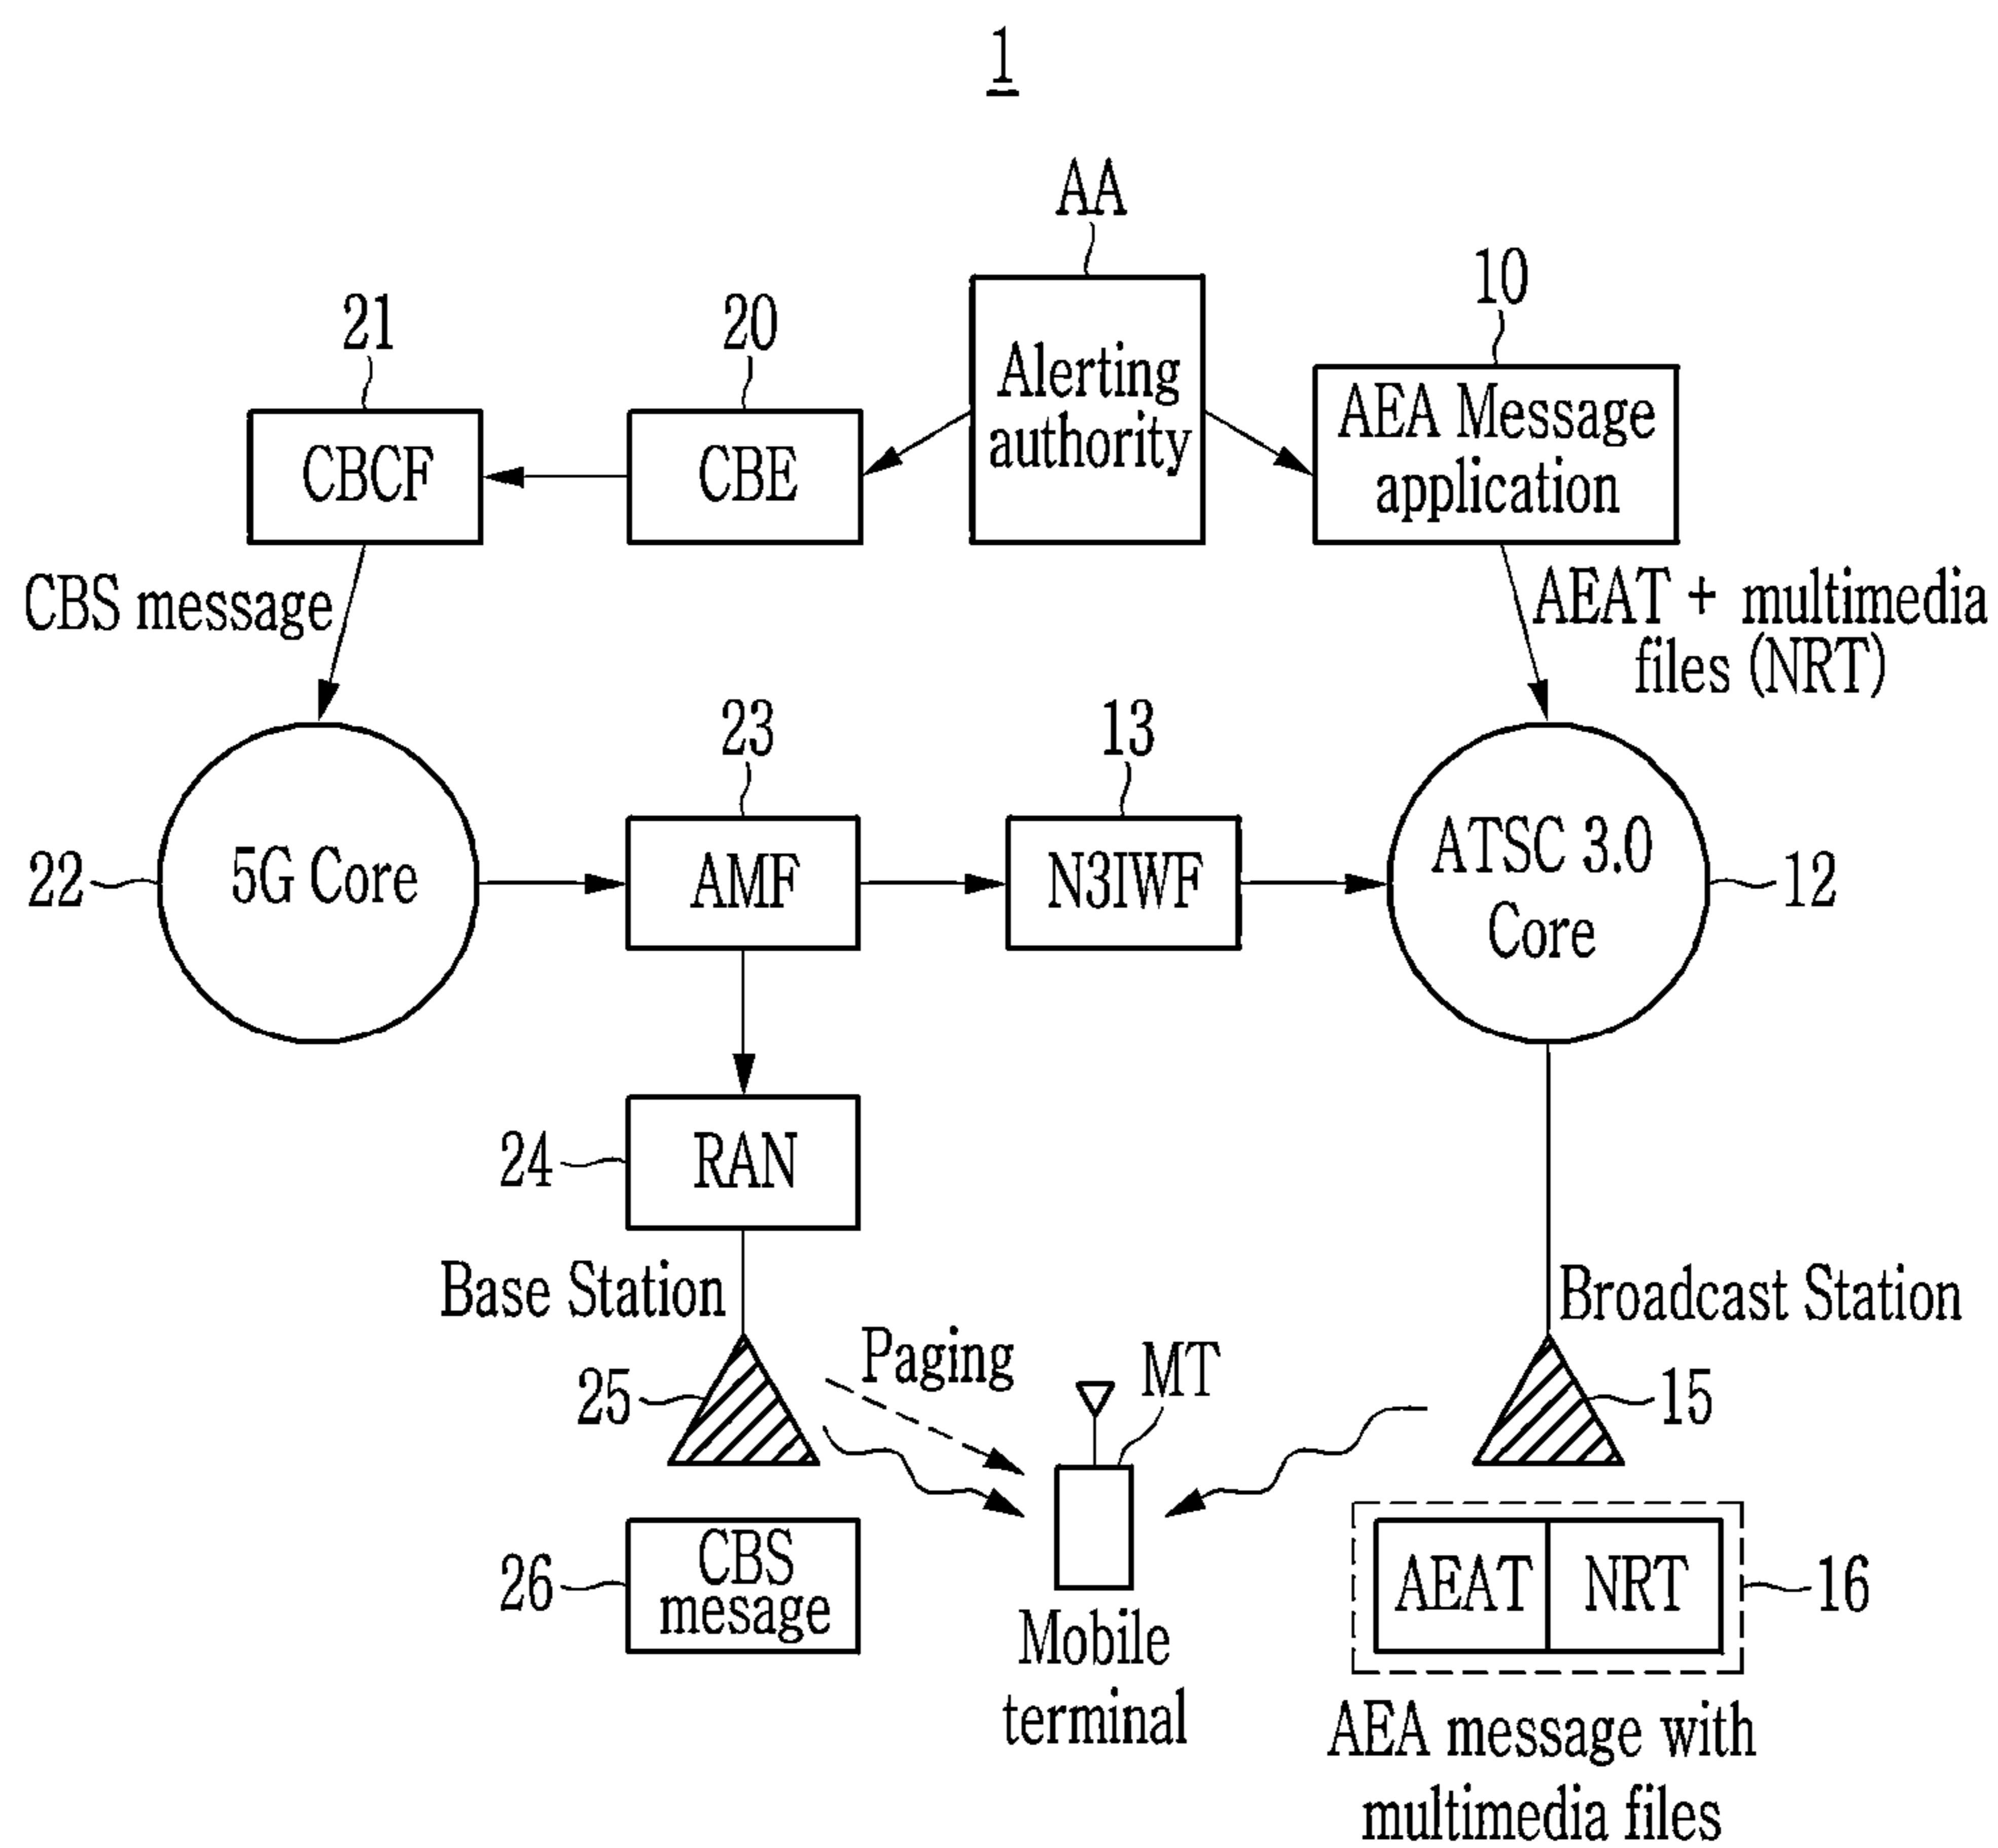 1
AA
10
21
20
Alerting
authority
AEA Message
application
CBCF
CBE
CBS message
AEAT + multimedia
files (NRT)
23
13
22
5G Core
AMF
N3IWF
ATSC 3.0
Core
12
24
RAN
Base Station
Broadcast Station
Paging
MT
25
15
26
CBS
mesage
AEAT
NRT
16
Mobile
terminal
AEA message with
multimedia files